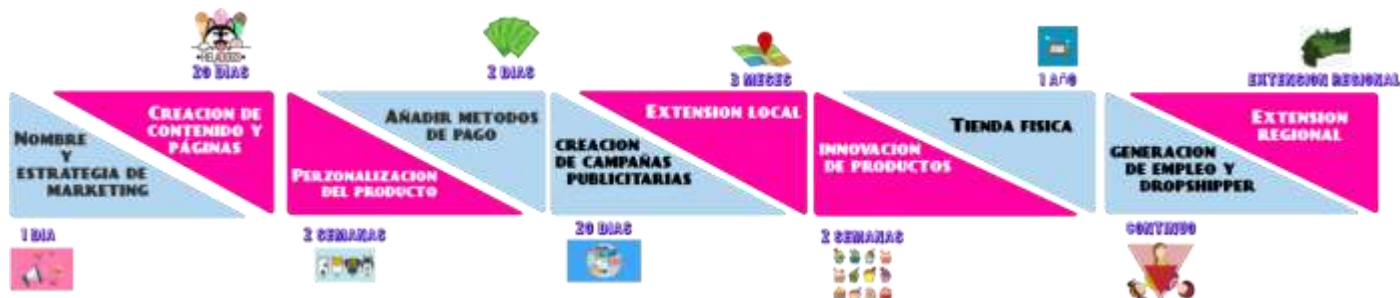 HELADOGS
20 DIAS
2 DIAS
3 MESES
1 AÑO
EXTENSION REGIONAL
NOMBRE
Y
ESTRATEGIA DE
MARKETING
CREACION DE
CONTENIDO Y
PÁGINAS
PERZONALIZACION
DEL PRODUCTO
AÑADIR METODOS
DE PAGO
CREACION
DE CAMPAÑAS
PUBLICITARIAS
EXTENSION LOCAL
INNOVACION
DE PRODUCTOS
TIENDA FISICA
GENERACION
DE EMPLEO Y
DROPSHIPPER
EXTENSION
REGIONAL
1 DIA
2 SEMANAS
20 DIAS
2 SEMANAS
CONTINUO